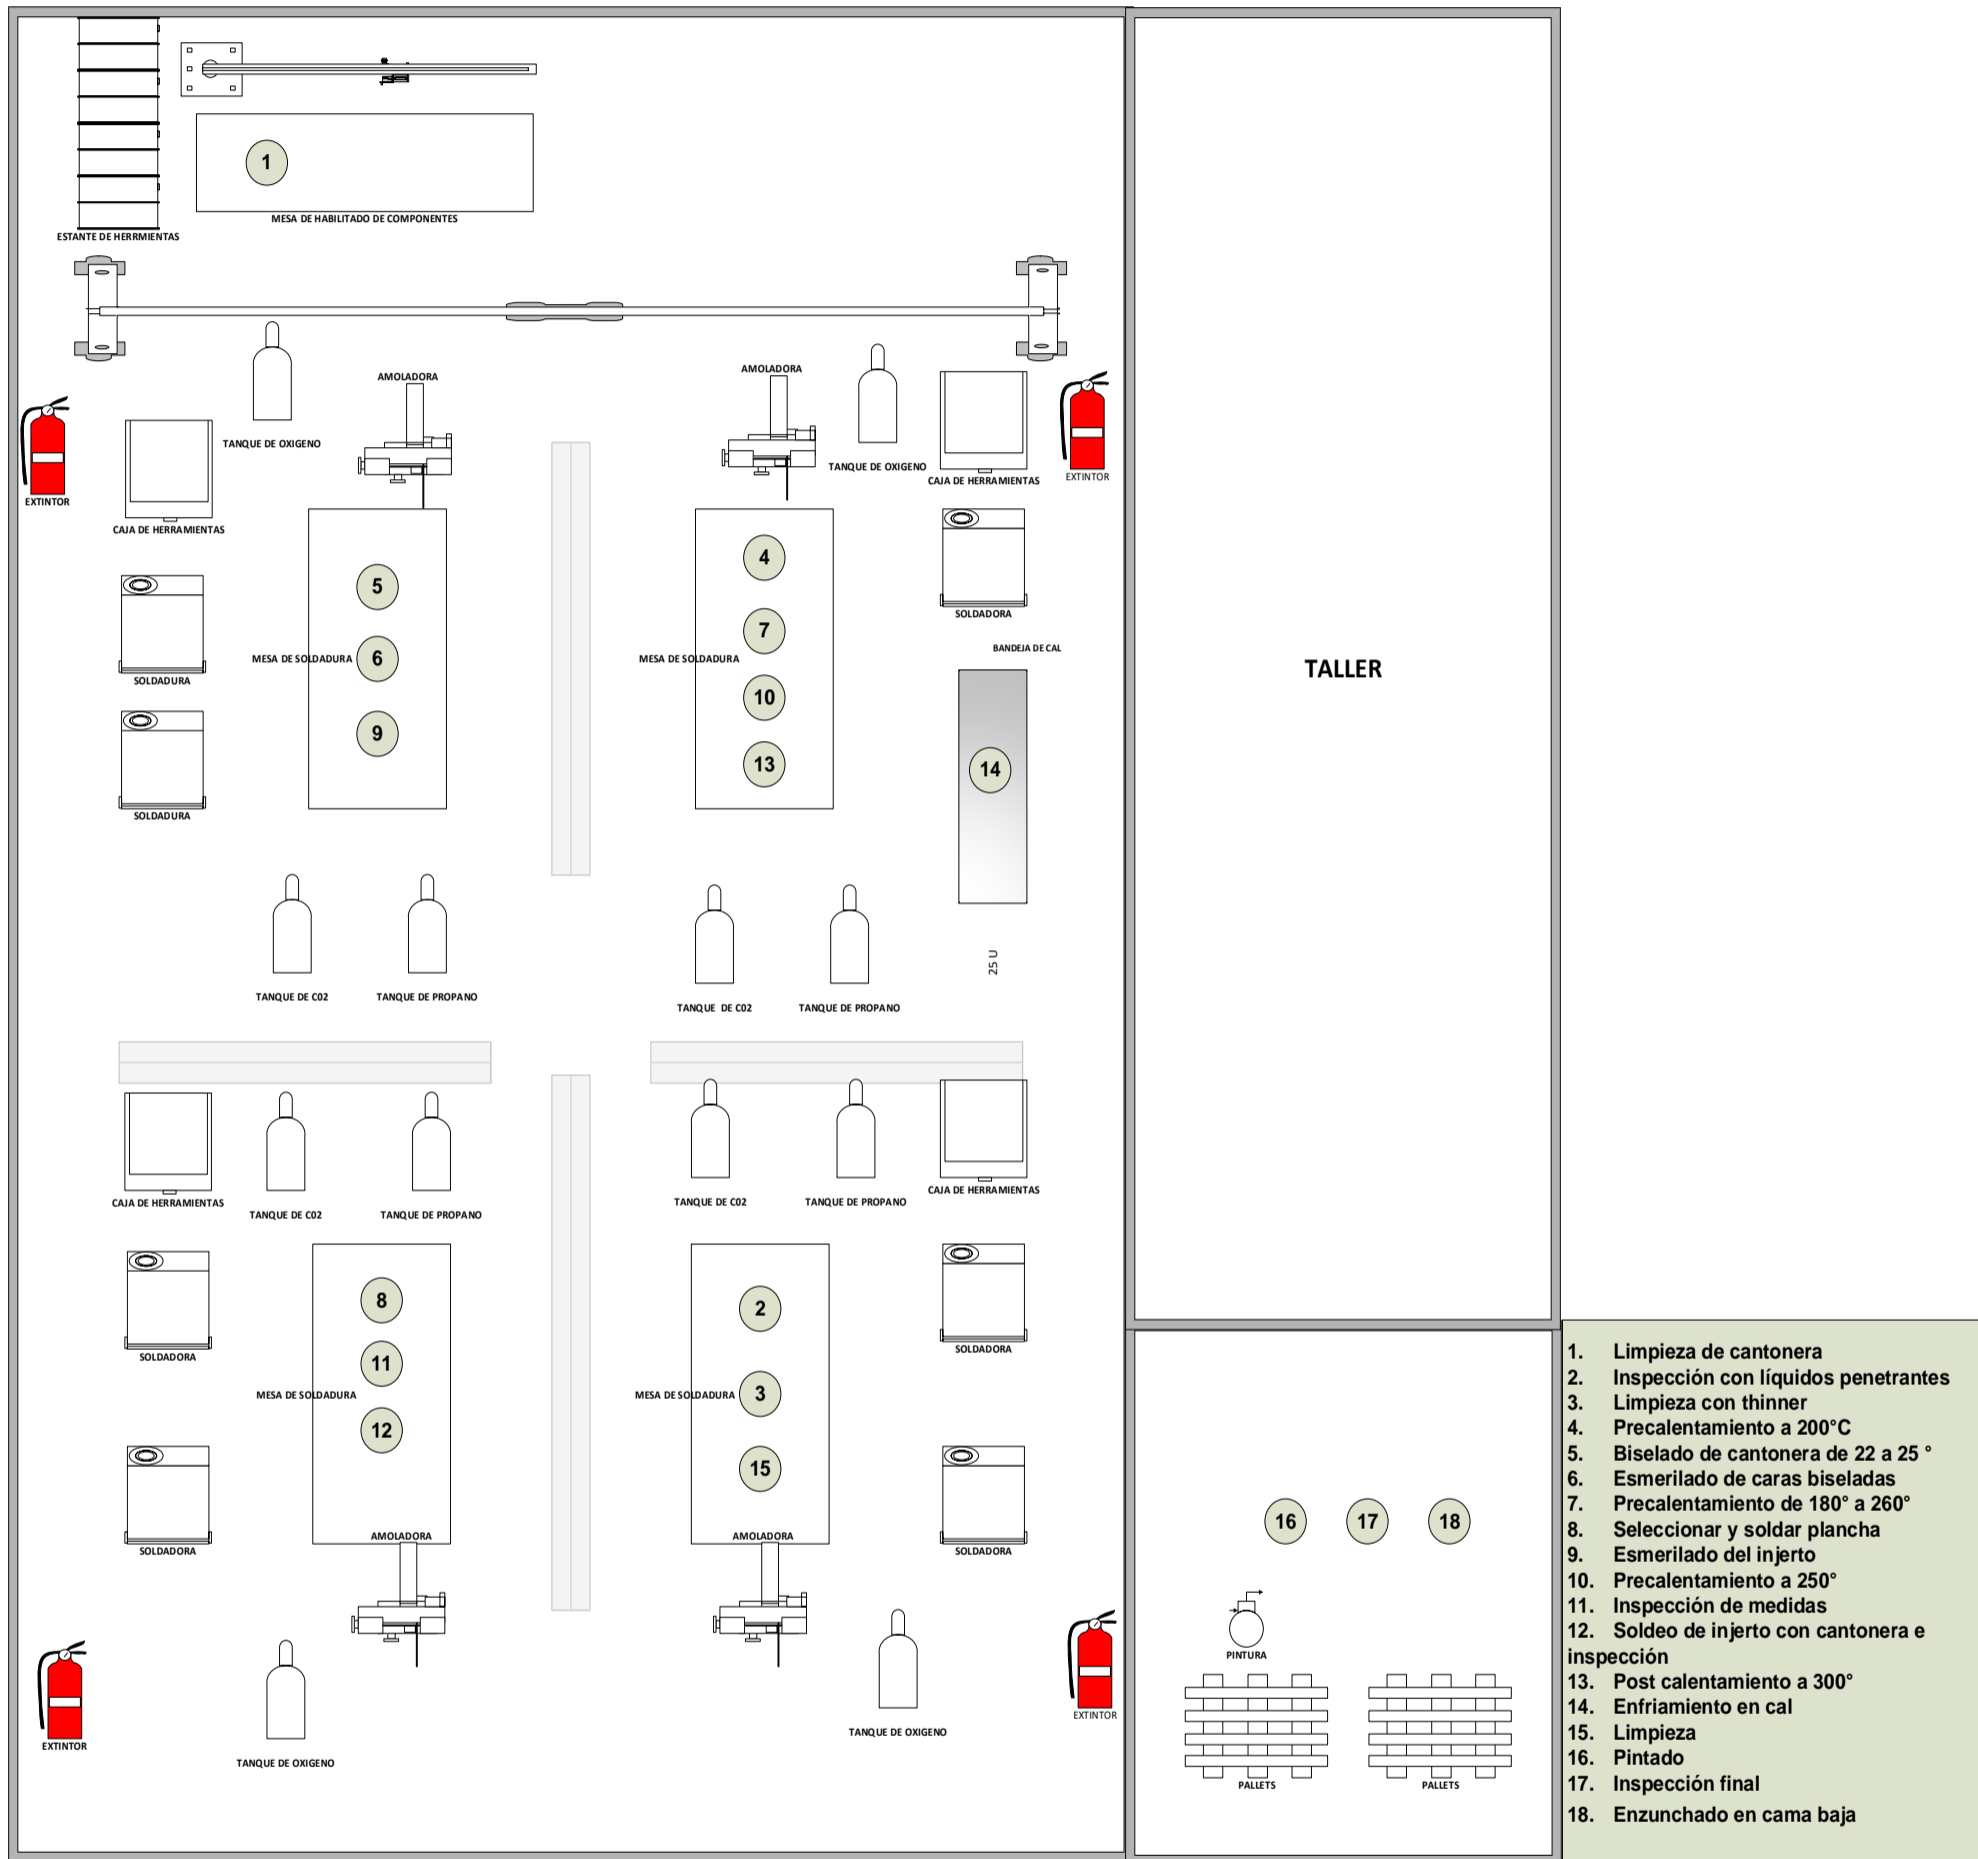 1
MESA DE HABILITADO DE COMPONENTES
ESTANTE DE HERRMIENTAS
AMOLADORA
AMOLADORA
TANQUE DE OXIGENO
TANQUE DE OXIGENO
CAJA DE HERRAMIENTAS
EXTINTOR
EXTINTOR
CAJA DE HERRAMIENTAS
5
4
SOLDADORA
7
MESA DE SOLDADURA
6
MESA DE SOLDADURA
BANDEJA DE CAL
TALLER
SOLDADURA
10
9
13
14
SOLDADURA
25 U
TANQUE DE C02
TANQUE DE PROPANO
TANQUE DE C02
TANQUE DE PROPANO
CAJA DE HERRAMIENTAS
TANQUE DE C02
TANQUE DE PROPANO
TANQUE DE C02
TANQUE DE PROPANO
CAJA DE HERRAMIENTAS
8
2
SOLDADORA
SOLDADORA
11
MESA DE SOLDADURA
MESA DE SOLDADURA
3
12
15
AMOLADORA
AMOLADORA
SOLDADORA
SOLDADORA
16
17
18
PINTURA
EXTINTOR
EXTINTOR
TANQUE DE OXIGENO
TANQUE DE OXIGENO
PALLETS
PALLETS
1. Limpieza de cantonera
2. Inspección con líquidos penetrantes
3. Limpieza con thinner
4. Precalentamiento a 200°C
5. Biselado de cantonera de 22 a 25 °
6. Esmerilado de caras biseladas
7. Precalentamiento de 180° a 260°
8. Seleccionar y soldar plancha
9. Esmerilado del injerto
10. Precalentamiento a 250°
11. Inspección de medidas
12. Soldeo de injerto con cantonera e
inspección
13. Post calentamiento a 300°
14. Enfriamiento en cal
15. Limpieza
16. Pintado
17. Inspección final
18. Enzunchado en cama baja